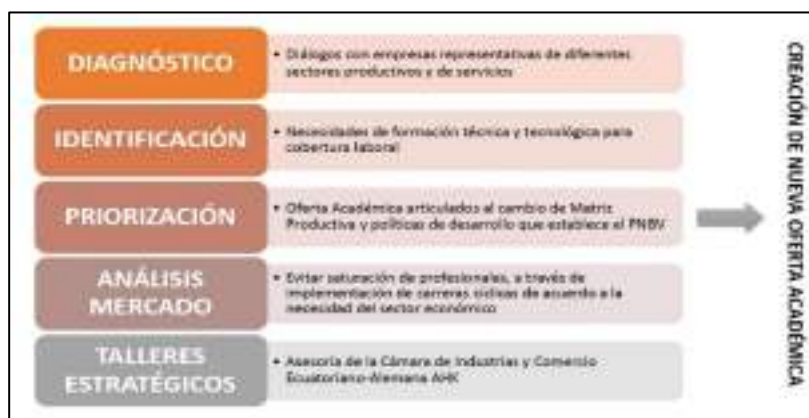 DIAGNÓSTICO
• Diálogos con empresas representativas de diferentes
sectores productivos y de servicios
IDENTIFICACIÓN
• Necesidades de formación técnica y tecnológica para
cobertura laboral
PRIORIZACIÓN
• Oferta Académica articulados al cambio de Matriz
Productiva y políticas de desarrollo que establece el PNBV
ANÁLISIS
MERCADO
• Evitar saturación de profesionales, a través de
implementación de carreras cíclicas de acuerdo a la
necesidad del sector económico
TALLERES
ESTRATÉGICOS
• Asesoría de la Cámara de Industrias y Comercio
Ecuatoriano-Alemana AHK
CREACIÓN DE NUEVA OFERTA ACADÉMICA